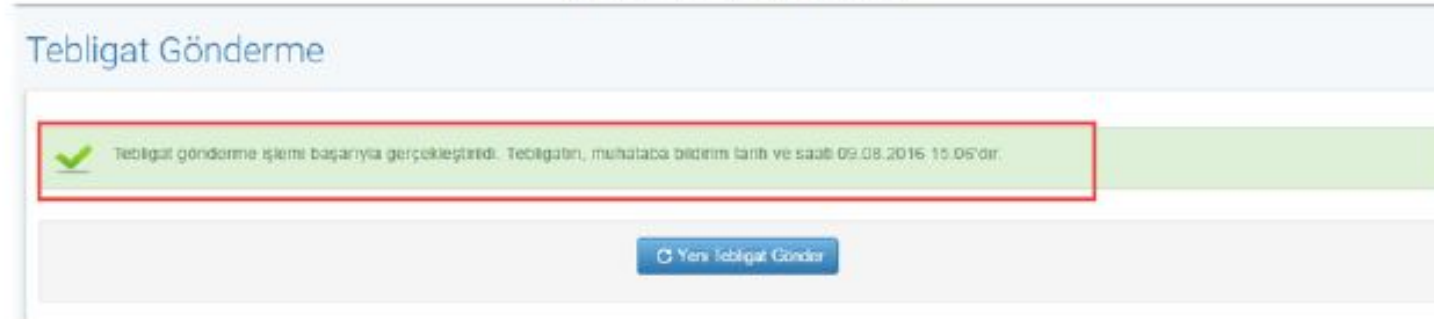 Tebligat Gönderme
Tebligat gönderme işlemi başarıyla gerçekleştirildi. Tebligatın, muhataba bildirim tarih ve saati 09.08.2016 15.06'dır.
Yeni Tebligat Gönder